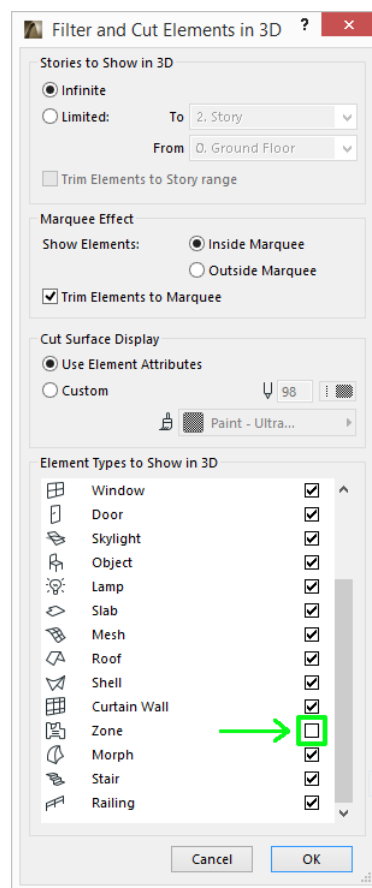 Filter and Cut Elements in 3D ? ×
Stories to Show in 3D
Infinite
Limited: To 2. Story
From 0. Ground Floor
Trim Elements to Story range
Marquee Effect
Show Elements: Inside Marquee
Outside Marquee
Trim Elements to Marquee
Cut Surface Display
Use Element Attributes
Custom 98
Paint - Ultra...
Element Types to Show in 3D
Window
Door
Skylight
Object
Lamp
Slab
Mesh
Roof
Shell
Curtain Wall
Zone
Morph
Stair
Railing
Cancel OK